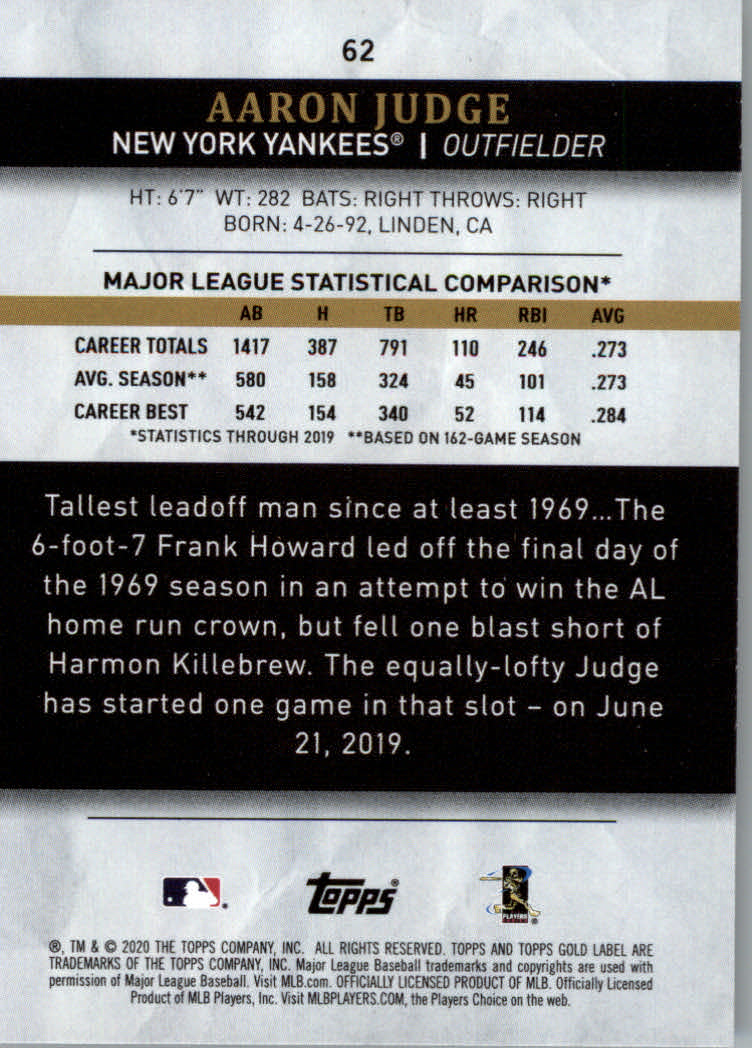 62
AARON JUDGE
NEW YORK YANKEES® | OUTFIELDER
HT: 6'7" WT: 282 BATS: RIGHT THROWS: RIGHT
BORN: 4-26-92, LINDEN, CA
MAJOR LEAGUE STATISTICAL COMPARISON*
AB H TB HR RBI AVG
CAREER TOTALS 1417 387 791 110 246 .273
AVG. SEASON** 580 158 324 45 101 .273
CAREER BEST 542 154 340 52 114 .284
*STATISTICS THROUGH 2019 **BASED ON 162-GAME SEASON
Tallest leadoff man since at least 1969...The
6-foot-7 Frank Howard led off the final day of
the 1969 season in an attempt to win the AL
home run crown, but fell one blast short of
Harmon Killebrew. The equally-lofty Judge
has started one game in that slot – on June
21, 2019.
topps®
PLAYERS
®, TM & © 2020 THE TOPPS COMPANY, INC. ALL RIGHTS RESERVED. TOPPS AND TOPPS GOLD LABEL ARE
TRADEMARKS OF THE TOPPS COMPANY, INC. Major League Baseball trademarks and copyrights are used with
permission of Major League Baseball. Visit MLB.com. OFFICIALLY LICENSED PRODUCT OF MLB. Officially Licensed
Product of MLB Players, Inc. Visit MLBPLAYERS.COM, the Players Choice on the web.